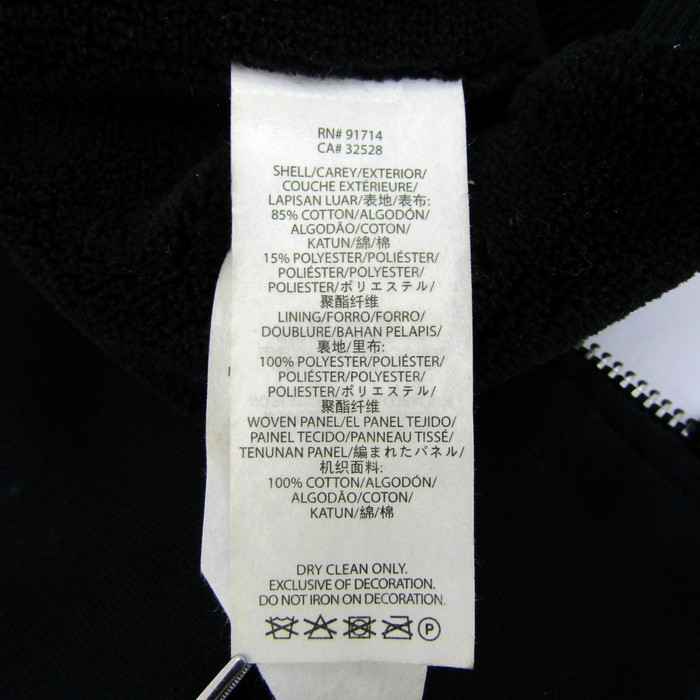 RN# 91714
CA# 32528
SHELL/CAREY/EXTERIOR/
COUCHE EXTÉRIEURE/
LAPISAN LUAR/表地/表布:
85% COTTON/ALGODÓN/
ALGODÃO/COTON/
KATUN/綿/棉
15% POLYESTER/POLIÉSTER/
POLIÉSTER/POLYESTER/
POLIESTER/ポリエステル/
聚酯纤维
LINING/FORRO/FORRO/
DOUBLURE/BAHAN PELAPIS/
裏地/里布:
100% POLYESTER/POLIÉSTER/
POLIÉSTER/POLYESTER/
POLIESTER/ポリエステル/
聚酯纤维
WOVEN PANEL/EL PANEL TEJIDO/
PAINEL TECIDO/PANNEAU TISSÉ/
TENUNAN PANEL/編まれたパネル/
机织面料:
100% COTTON/ALGODÓN/
ALGODÃO/COTON/
KATUN/綿/棉
DRY CLEAN ONLY.
EXCLUSIVE OF DECORATION.
DO NOT IRON ON DECORATION.
P